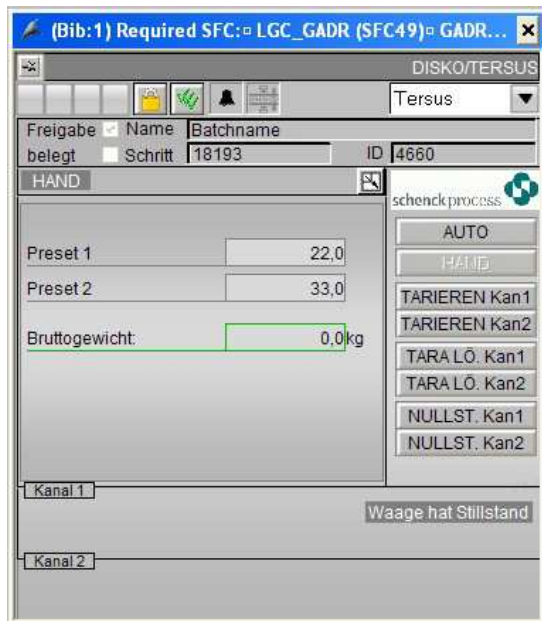 (Bib:1) Required SFC:▫ LGC_GADR (SFC49)▫ GADR...
DISKO/TERSUS
Tersus
Freigabe Name Batchname
belegt Schritt 18193 ID 4660
HAND
schenck process
AUTO
HAND
Preset 1 22,0
Preset 2 33,0
TARIEREN Kan1
TARIEREN Kan2
Bruttogewicht: 0,0 kg
TARA LÖ. Kan1
TARA LÖ. Kan2
NULLST. Kan1
NULLST. Kan2
Kanal 1
Waage hat Stillstand
Kanal 2